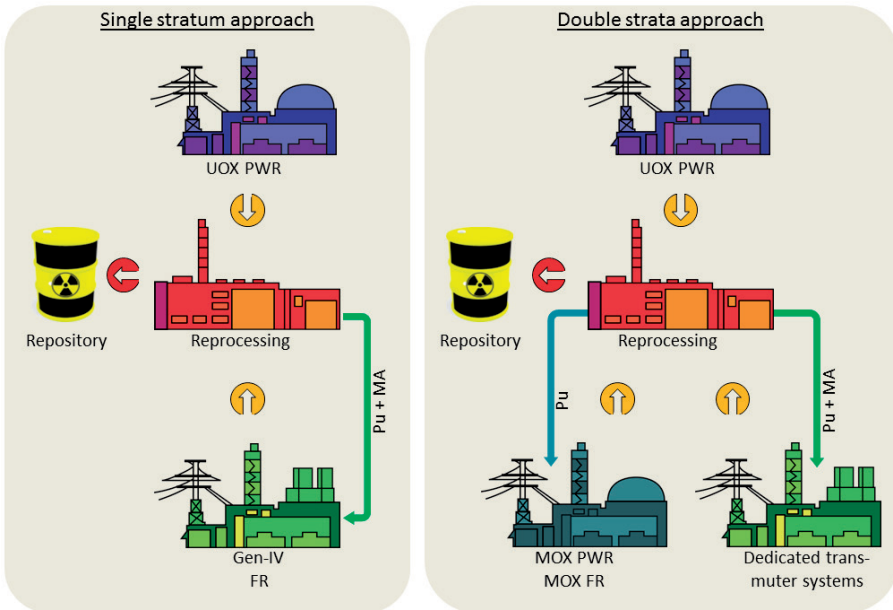 Single stratum approach
UOX PWR
Repository
Reprocessing
Pu + MA
Gen-IV
FR
Double strata approach
UOX PWR
Repository
Reprocessing
Pu
Pu + MA
MOX PWR
MOX FR
Dedicated trans-
muter systems